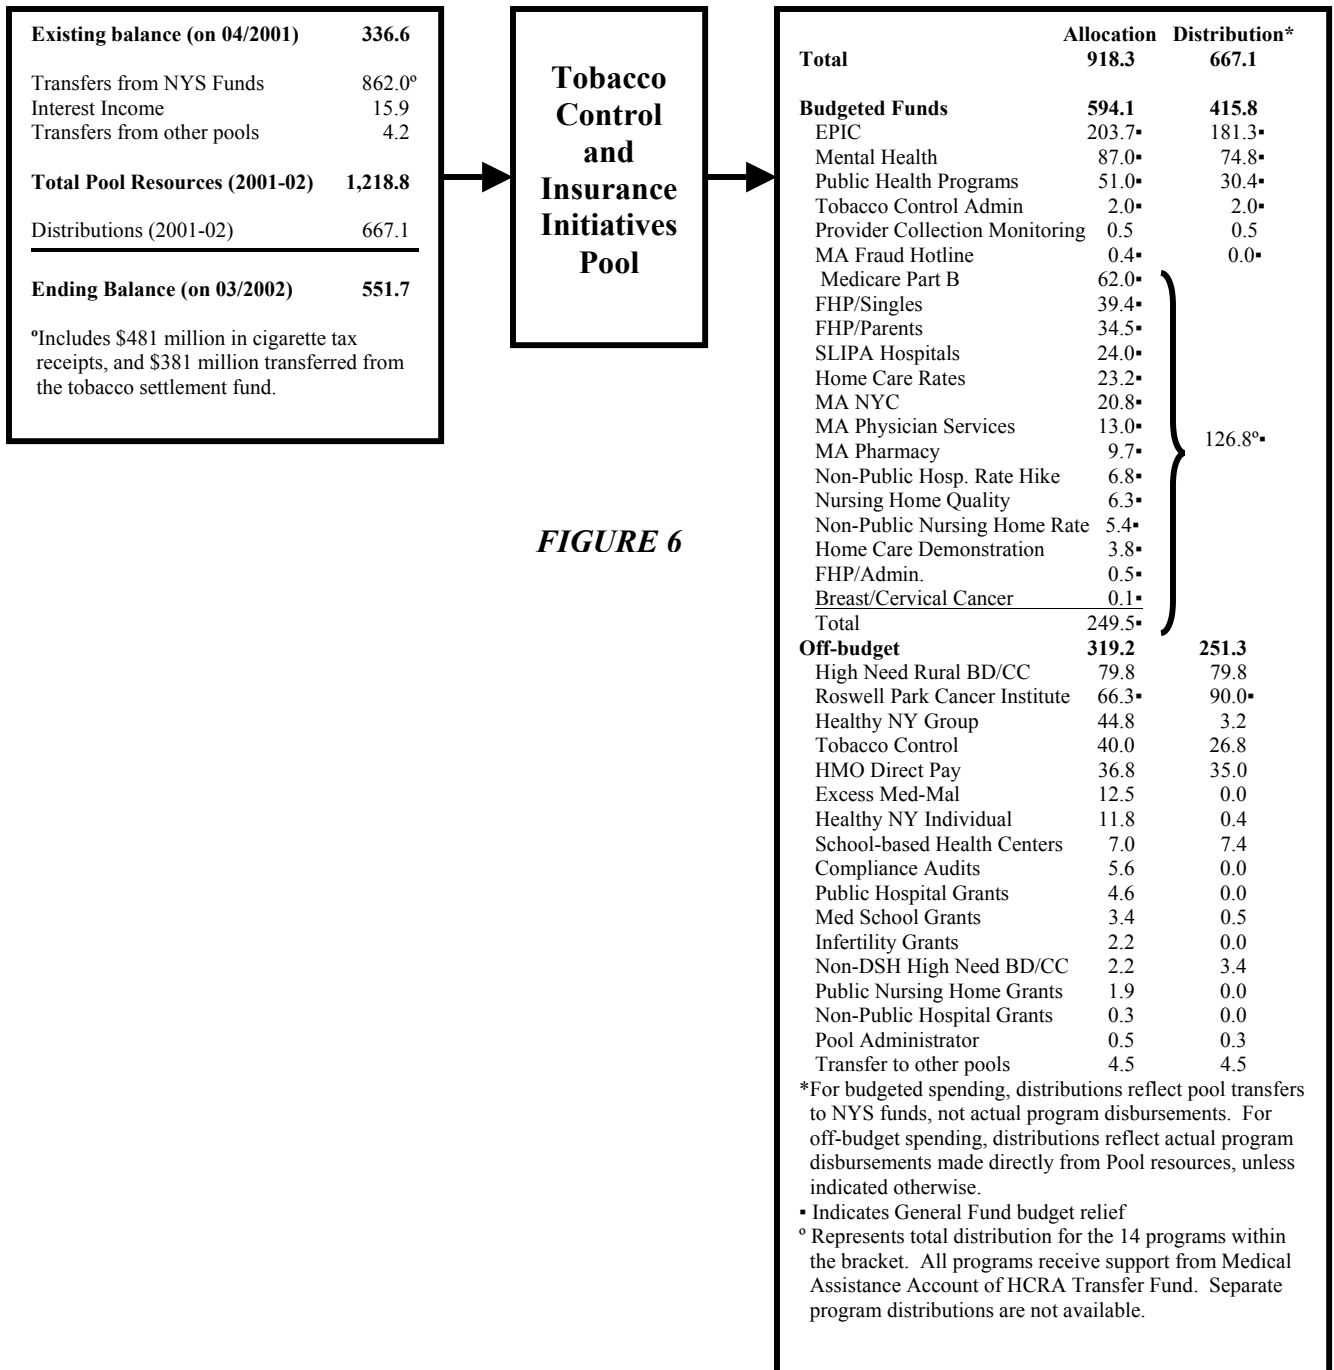 Existing balance (on 04/2001) 336.6
Transfers from NYS Funds 862.0º
Interest Income 15.9
Transfers from other pools 4.2
Total Pool Resources (2001-02) 1,218.8
Distributions (2001-02) 667.1
Ending Balance (on 03/2002) 551.7
ºIncludes $481 million in cigarette tax
receipts, and $381 million transferred from
the tobacco settlement fund.
Tobacco
Control
and
Insurance
Initiatives
Pool
FIGURE 6
Allocation Distribution*
Total 918.3 667.1
Budgeted Funds 594.1 415.8
EPIC 203.7▪ 181.3▪
Mental Health 87.0▪ 74.8▪
Public Health Programs 51.0▪ 30.4▪
Tobacco Control Admin 2.0▪ 2.0▪
Provider Collection Monitoring 0.5 0.5
MA Fraud Hotline 0.4▪ 0.0▪
Medicare Part B 62.0▪
FHP/Singles 39.4▪
FHP/Parents 34.5▪
SLIPA Hospitals 24.0▪
Home Care Rates 23.2▪
MA NYC 20.8▪
MA Physician Services 13.0▪
126.8º▪
MA Pharmacy 9.7▪
Non-Public Hosp. Rate Hike 6.8▪
Nursing Home Quality 6.3▪
Non-Public Nursing Home Rate 5.4▪
Home Care Demonstration 3.8▪
FHP/Admin. 0.5▪
Breast/Cervical Cancer 0.1▪
Total 249.5▪
Off-budget 319.2 251.3
High Need Rural BD/CC 79.8 79.8
Roswell Park Cancer Institute 66.3▪ 90.0▪
Healthy NY Group 44.8 3.2
Tobacco Control 40.0 26.8
HMO Direct Pay 36.8 35.0
Excess Med-Mal 12.5 0.0
Healthy NY Individual 11.8 0.4
School-based Health Centers 7.0 7.4
Compliance Audits 5.6 0.0
Public Hospital Grants 4.6 0.0
Med School Grants 3.4 0.5
Infertility Grants 2.2 0.0
Non-DSH High Need BD/CC 2.2 3.4
Public Nursing Home Grants 1.9 0.0
Non-Public Hospital Grants 0.3 0.0
Pool Administrator 0.5 0.3
Transfer to other pools 4.5 4.5
*For budgeted spending, distributions reflect pool transfers
to NYS funds, not actual program disbursements. For
off-budget spending, distributions reflect actual program
disbursements made directly from Pool resources, unless
indicated otherwise.
▪ Indicates General Fund budget relief
º Represents total distribution for the 14 programs within
the bracket. All programs receive support from Medical
Assistance Account of HCRA Transfer Fund. Separate
program distributions are not available.